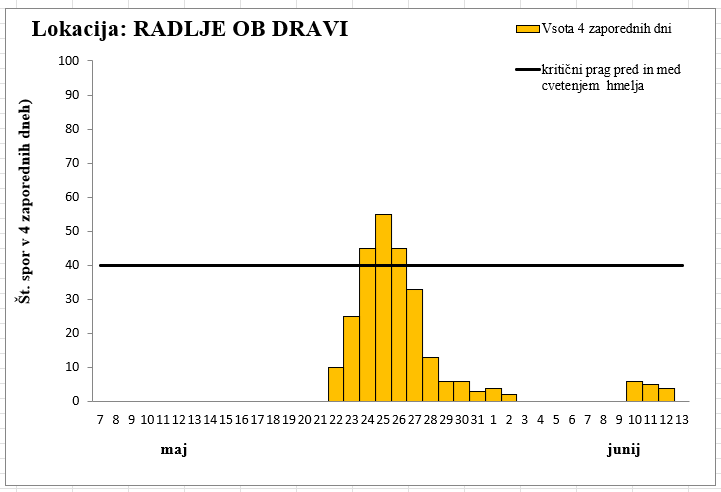 Lokacija: RADLJE OB DRAVI
Vsota 4 zaporednih dni
kritični prag pred in med
cvetenjem hmelja
Št. spor v 4 zaporednih dneh)
100
90
80
70
60
50
40
30
20
10
0
7 8 9 10 11 12 13 14 15 16 17 18 19 20 21 22 23 24 25 26 27 28 29 30 31 1 2 3 4 5 6 7 8 9 10 11 12 13
maj junij